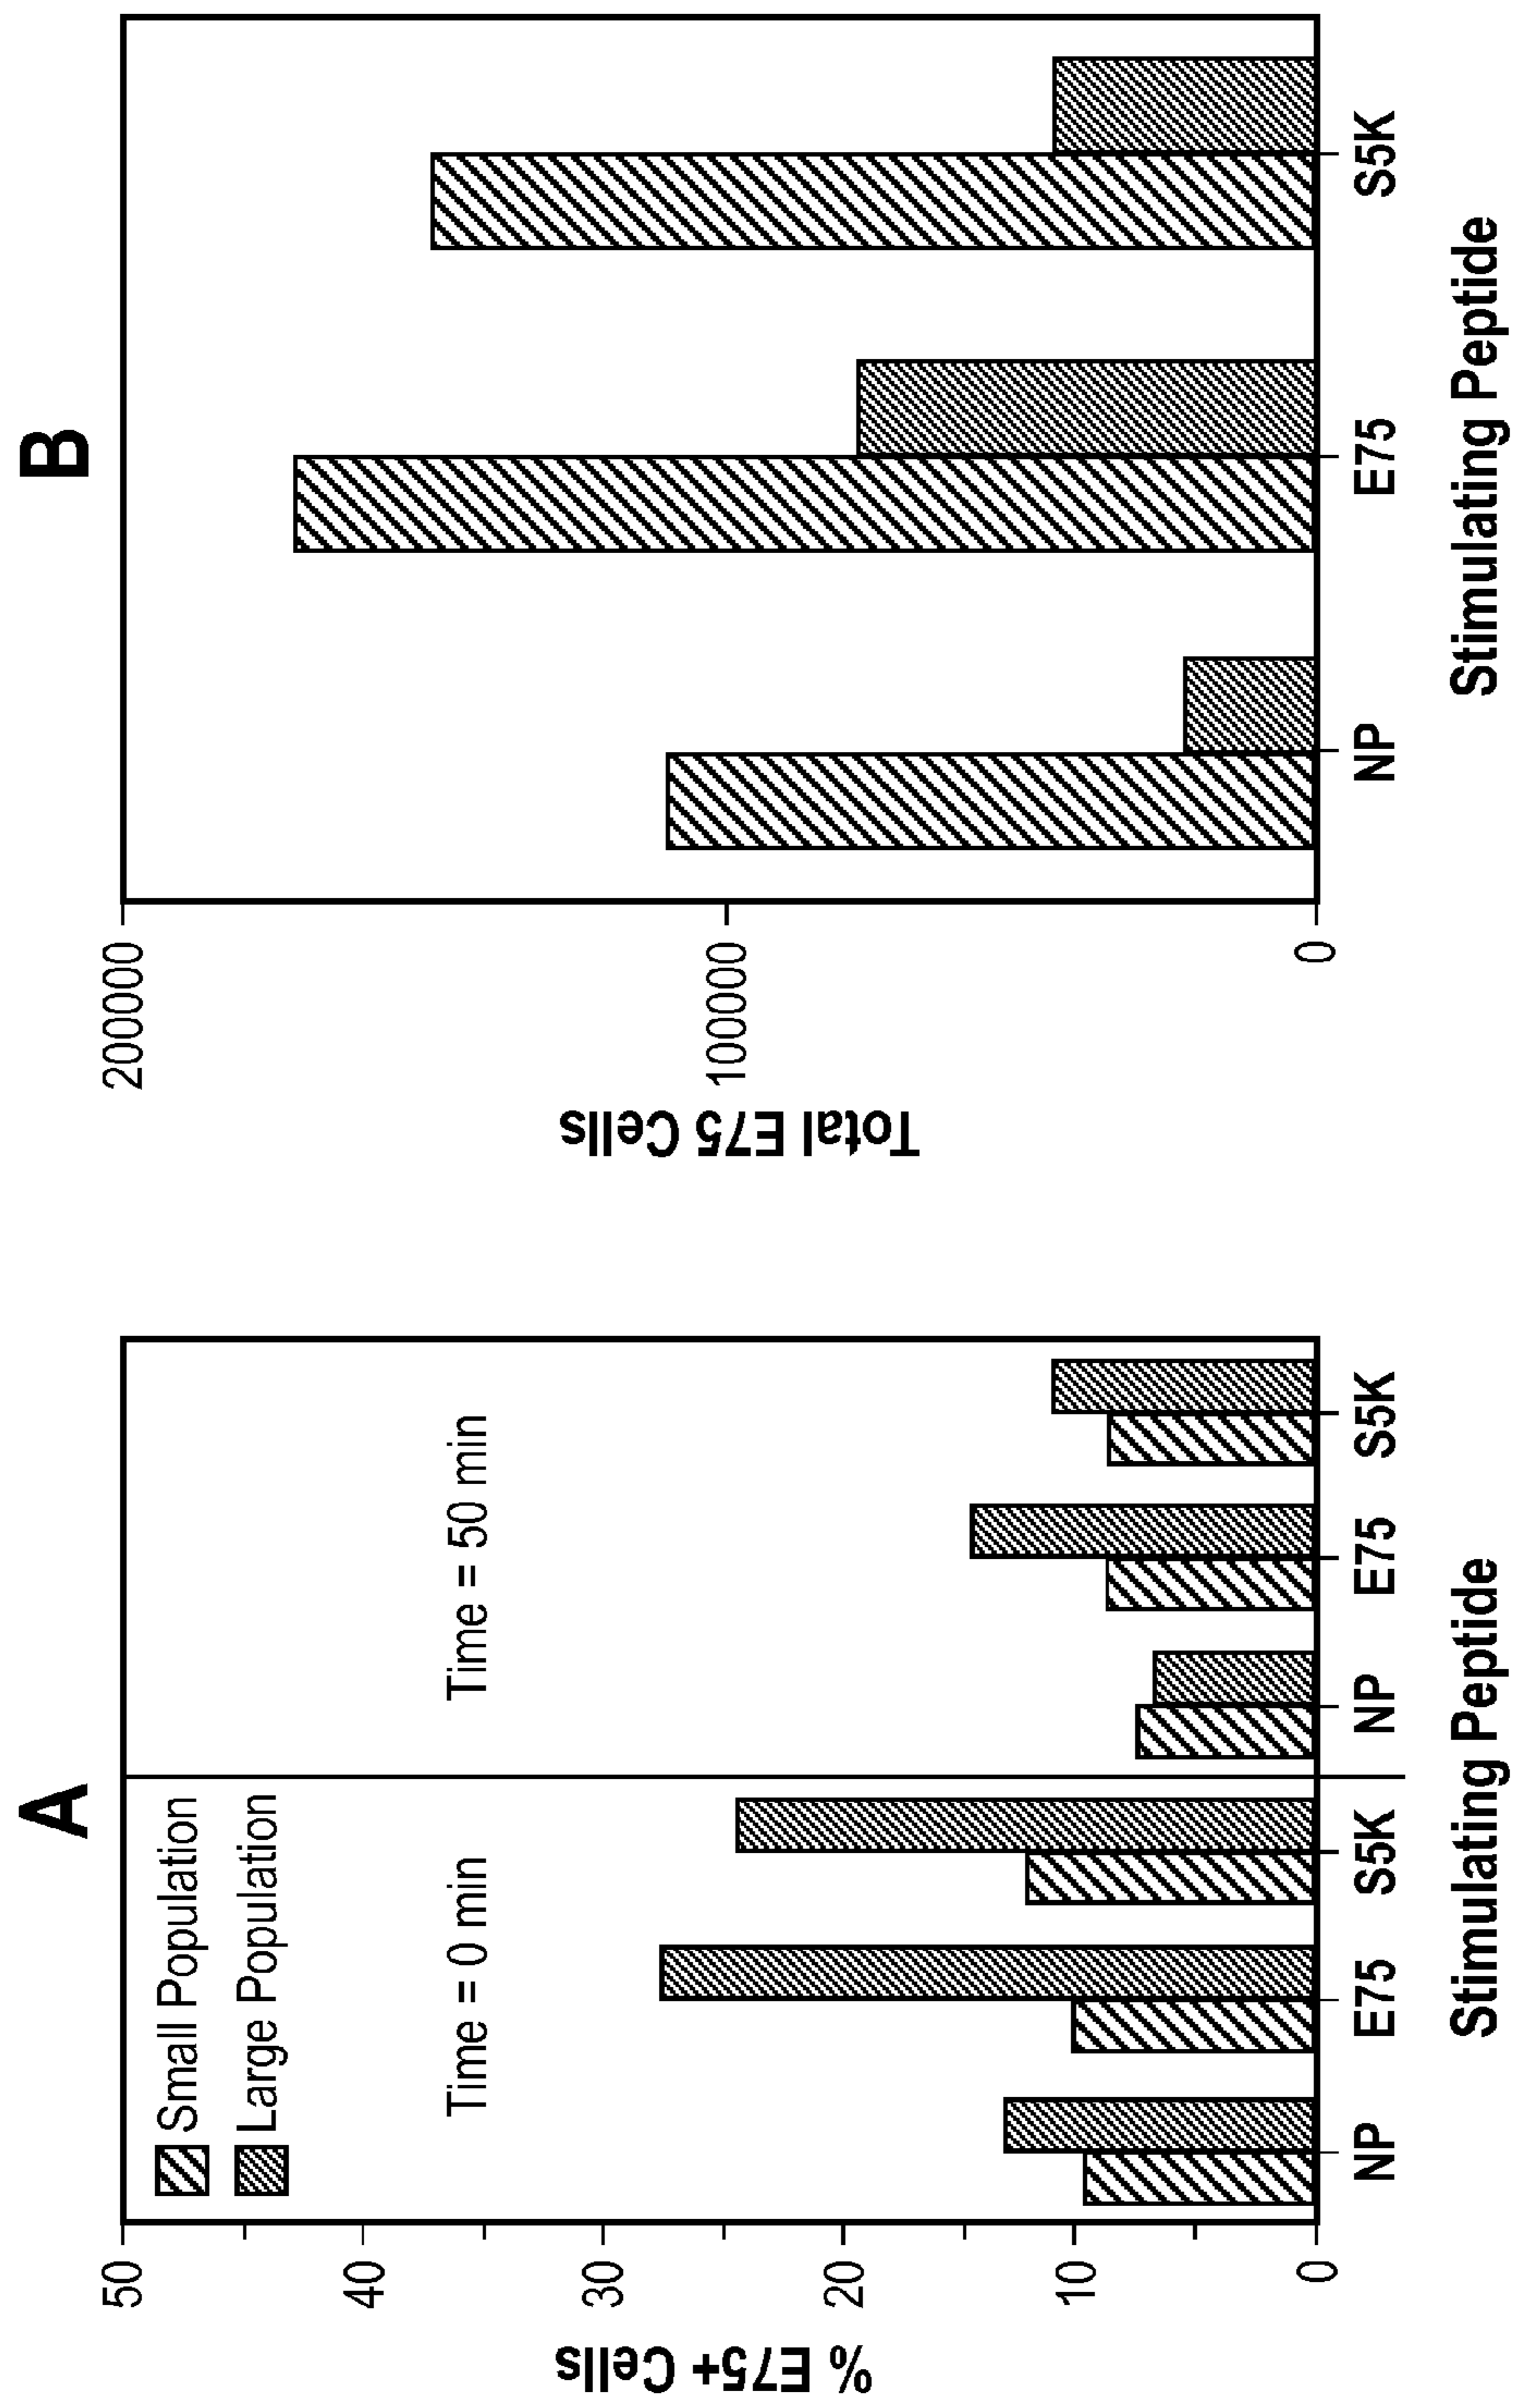 A
% E75+ Cells
50
40
30
20
10
0
Small Population
Large Population
Time = 0 min
Time = 50 min
NP
E75
S5K
NP
E75
S5K
Stimulating Peptide
B
Total E75 Cells
200000
100000
0
NP
E75
S5K
Stimulating Peptide